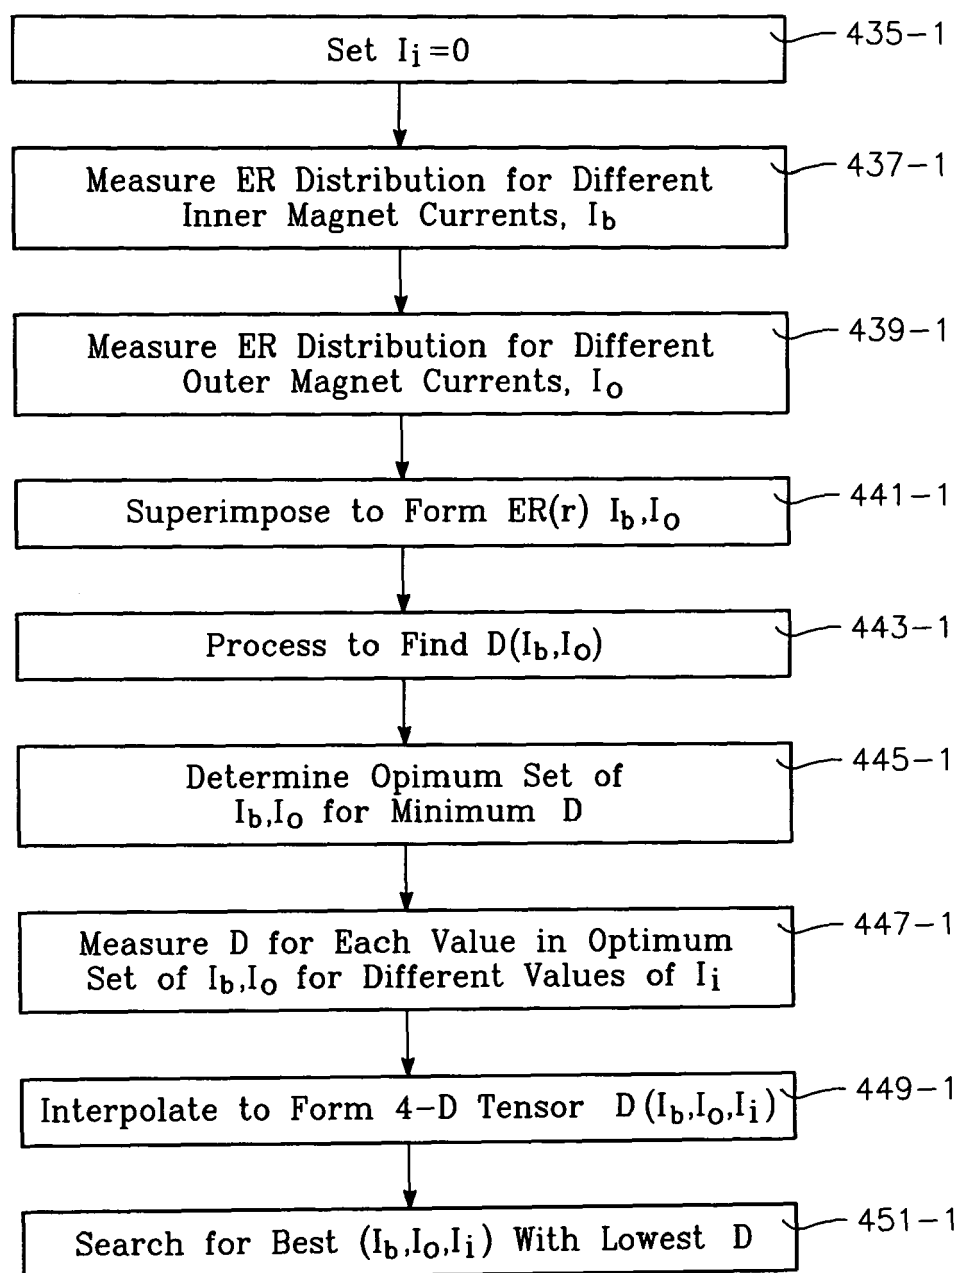 Set Ii=0
435-1
Measure ER Distribution for Different
Inner Magnet Currents, Ib
437-1
Measure ER Distribution for Different
Outer Magnet Currents, Io
439-1
Superimpose to Form ER(r) Ib,Io
441-1
Process to Find D(Ib,Io)
443-1
Determine Opimum Set of
Ib,Io for Minimum D
445-1
Measure D for Each Value in Optimum
Set of Ib,Io for Different Values of Ii
447-1
Interpolate to Form 4-D Tensor D(Ib,Io,Ii)
449-1
Search for Best (Ib,Io,Ii) With Lowest D
451-1